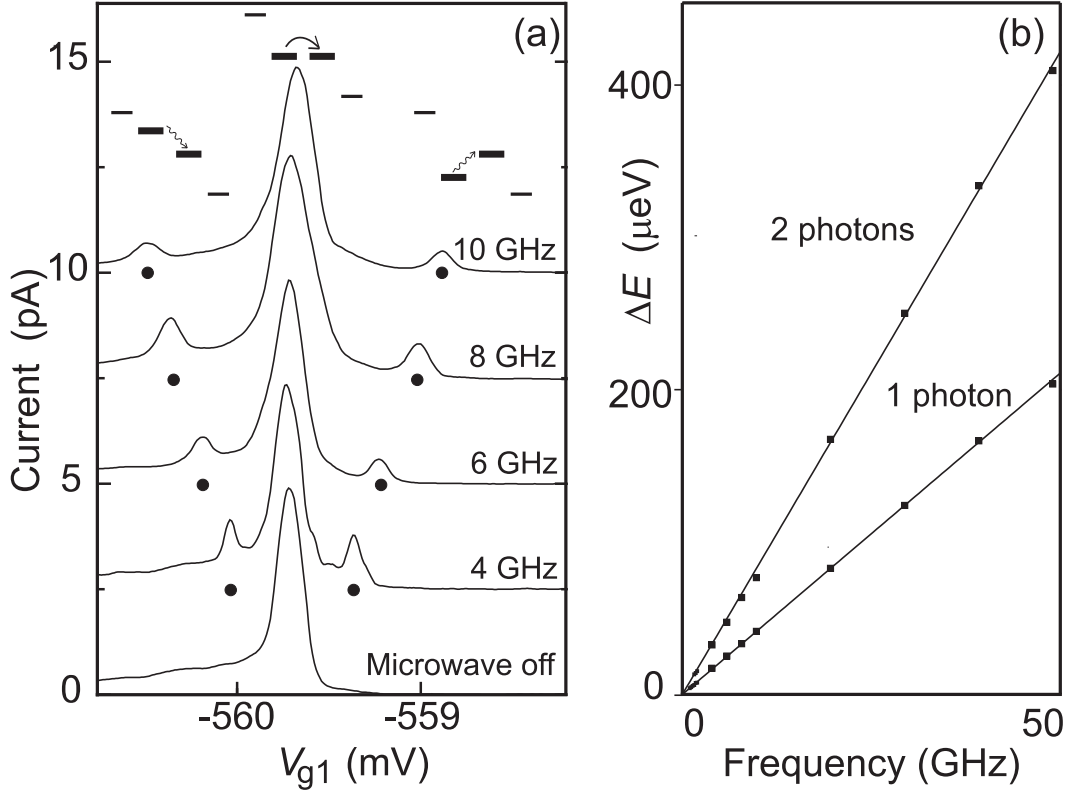 (a)
15
10
5
0
Current (pA)
10 GHz
8 GHz
6 GHz
4 GHz
Microwave off
-560
-559
Vg1 (mV)
(b)
400
200
0
ΔE (μeV)
2 photons
1 photon
0
50
Frequency (GHz)